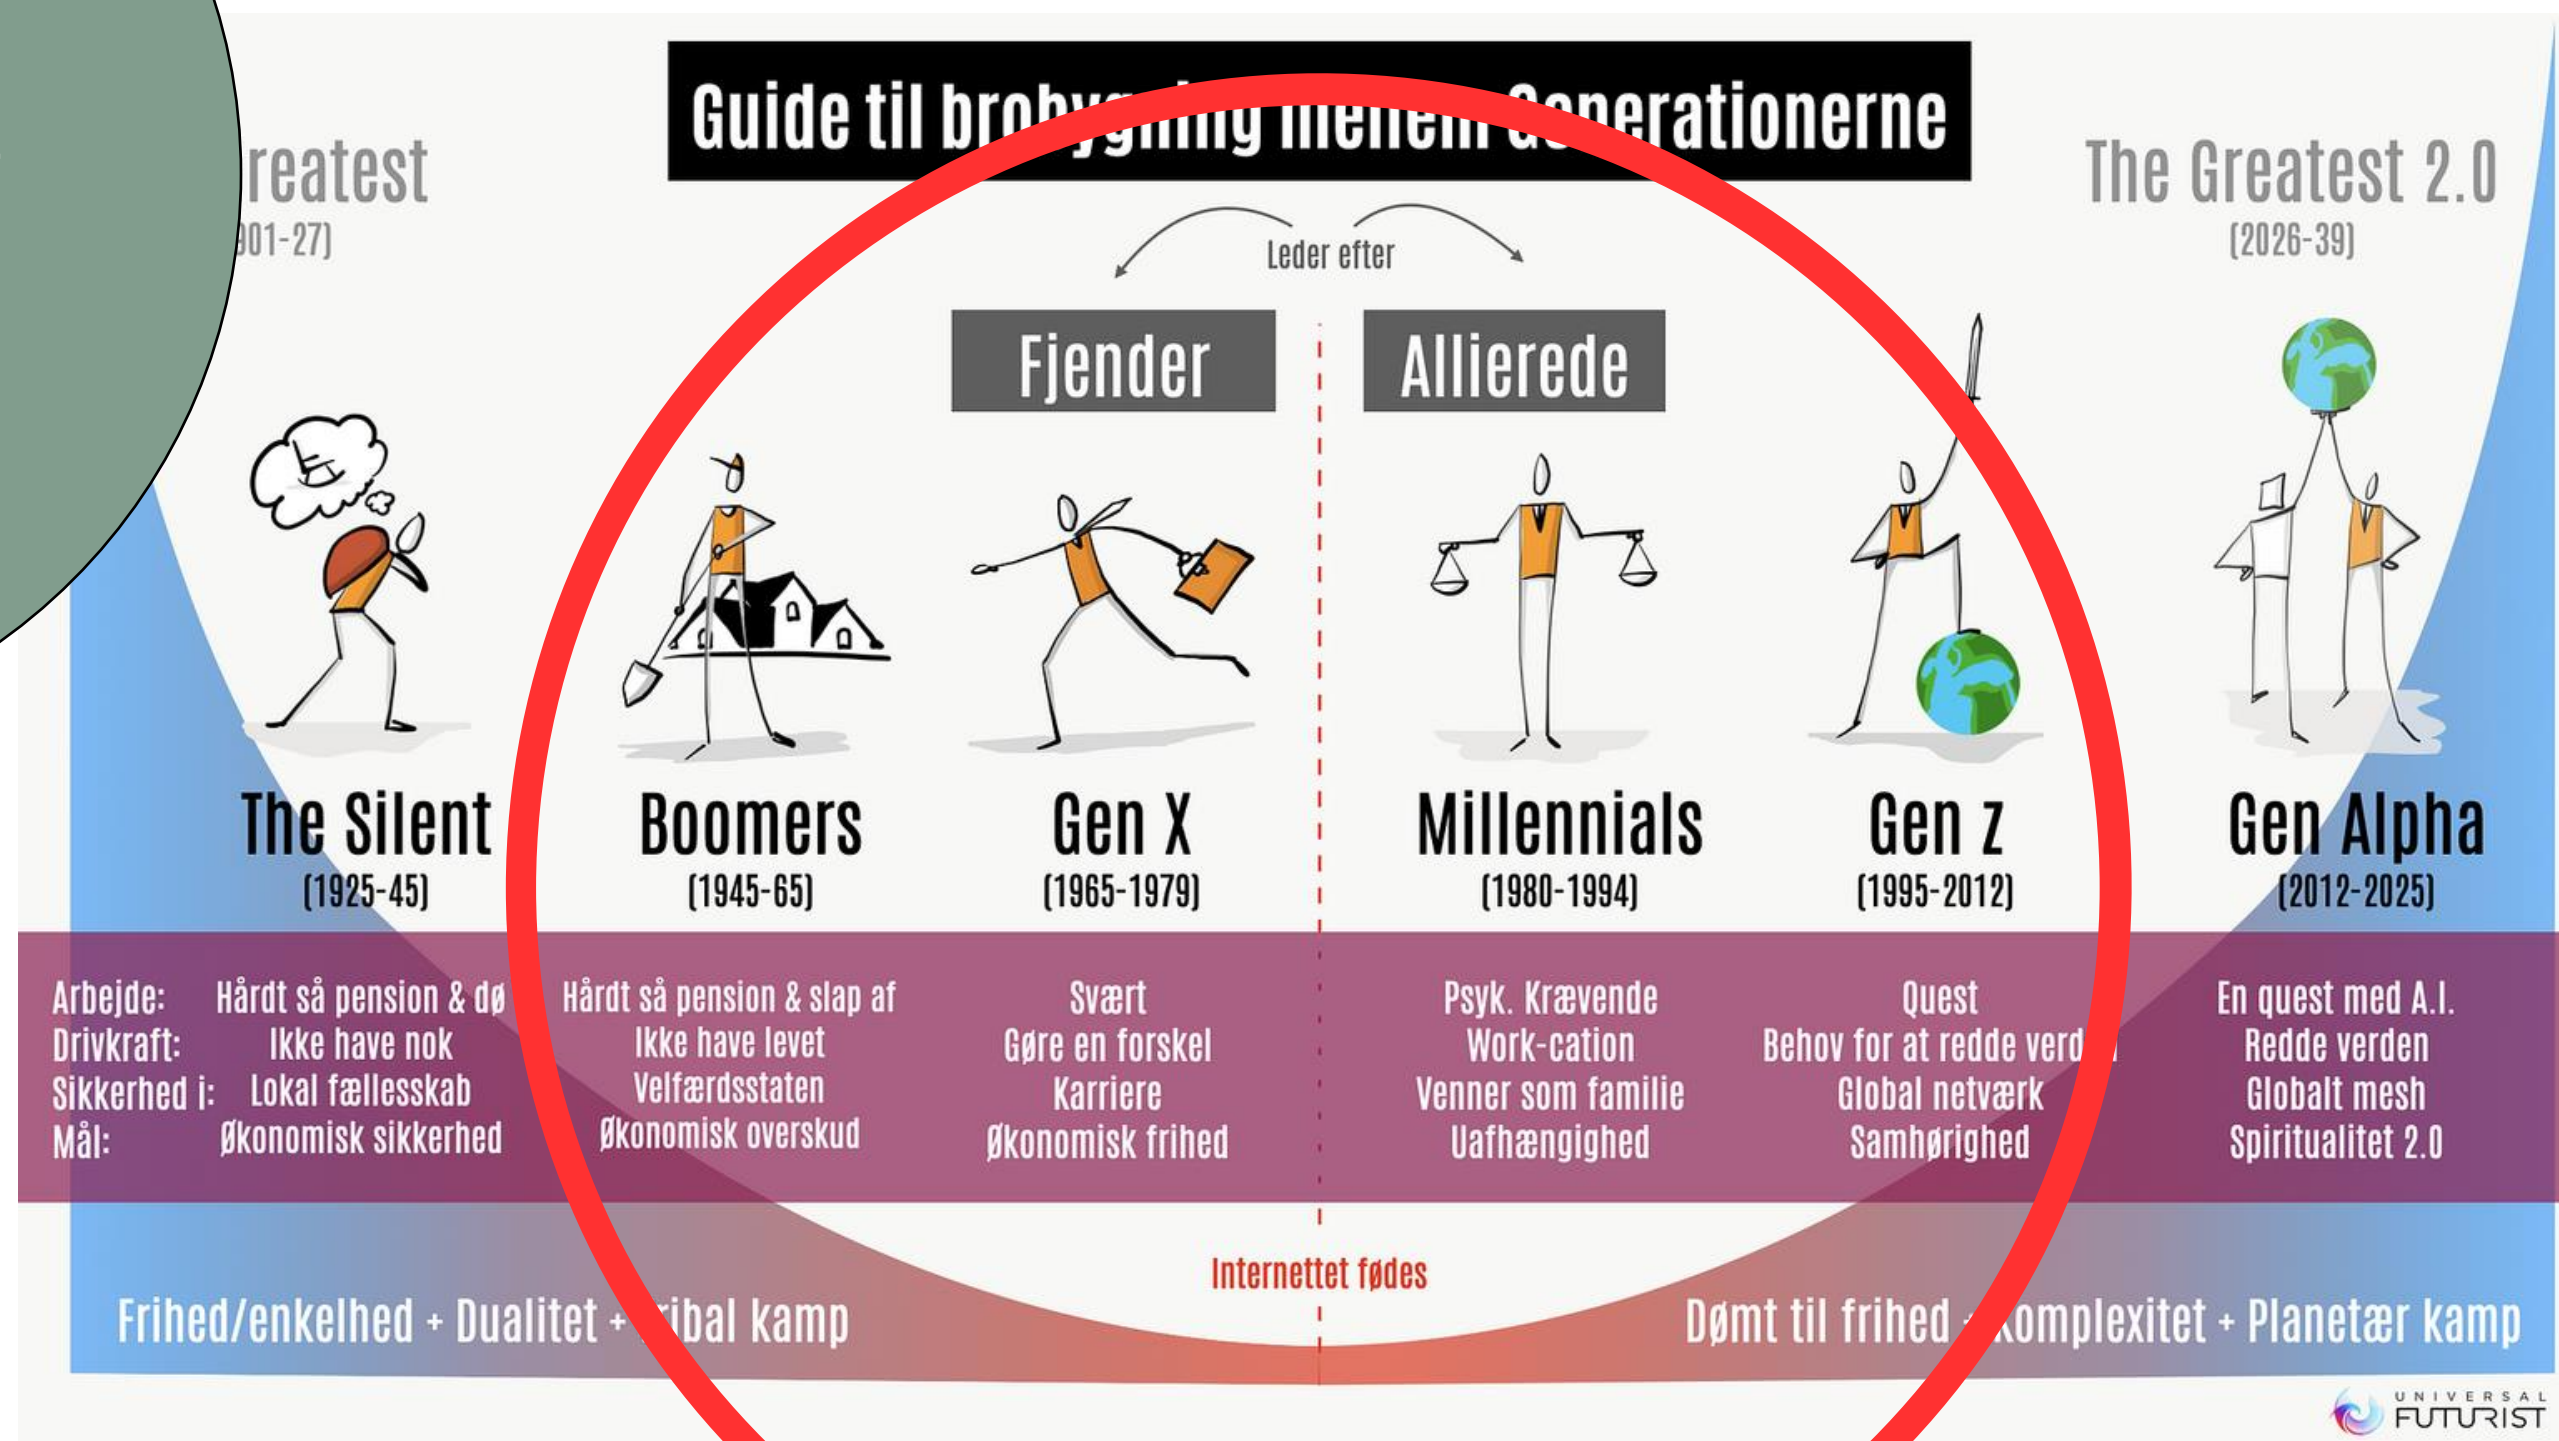 Guide til brobygning mellem Generationerne
reatest
901-27)
The Greatest 2.0
(2026-39)
Leder efter
Fjender
Allierede
The Silent
(1925-45)
Boomers
(1945-65)
Gen X
(1965-1979)
Millennials
(1980-1994)
Gen z
(1995-2012)
Gen Alpha
(2012-2025)
Arbejde: Hårdt så pension & dø Hårdt så pension & slap af Svært Psyk. Krævende Quest En quest med A.I.
Drivkraft: Ikke have nok Ikke have levet Gøre en forskel Work-cation Behov for at redde verd Redde verden
Sikkerhed i: Lokal fællesskab Velfærdsstaten Karriere Venner som familie Global netværk Globalt mesh
Mål: Økonomisk sikkerhed Økonomisk overskud Økonomisk frihed Uafhængighed Samhørighed Spiritualitet 2.0
Internettet fødes
Frihed/enkelhed + Dualitet + ribal kamp
Dømt til frihed + komplexitet + Planetær kamp
UNIVERSAL
FUTURIST